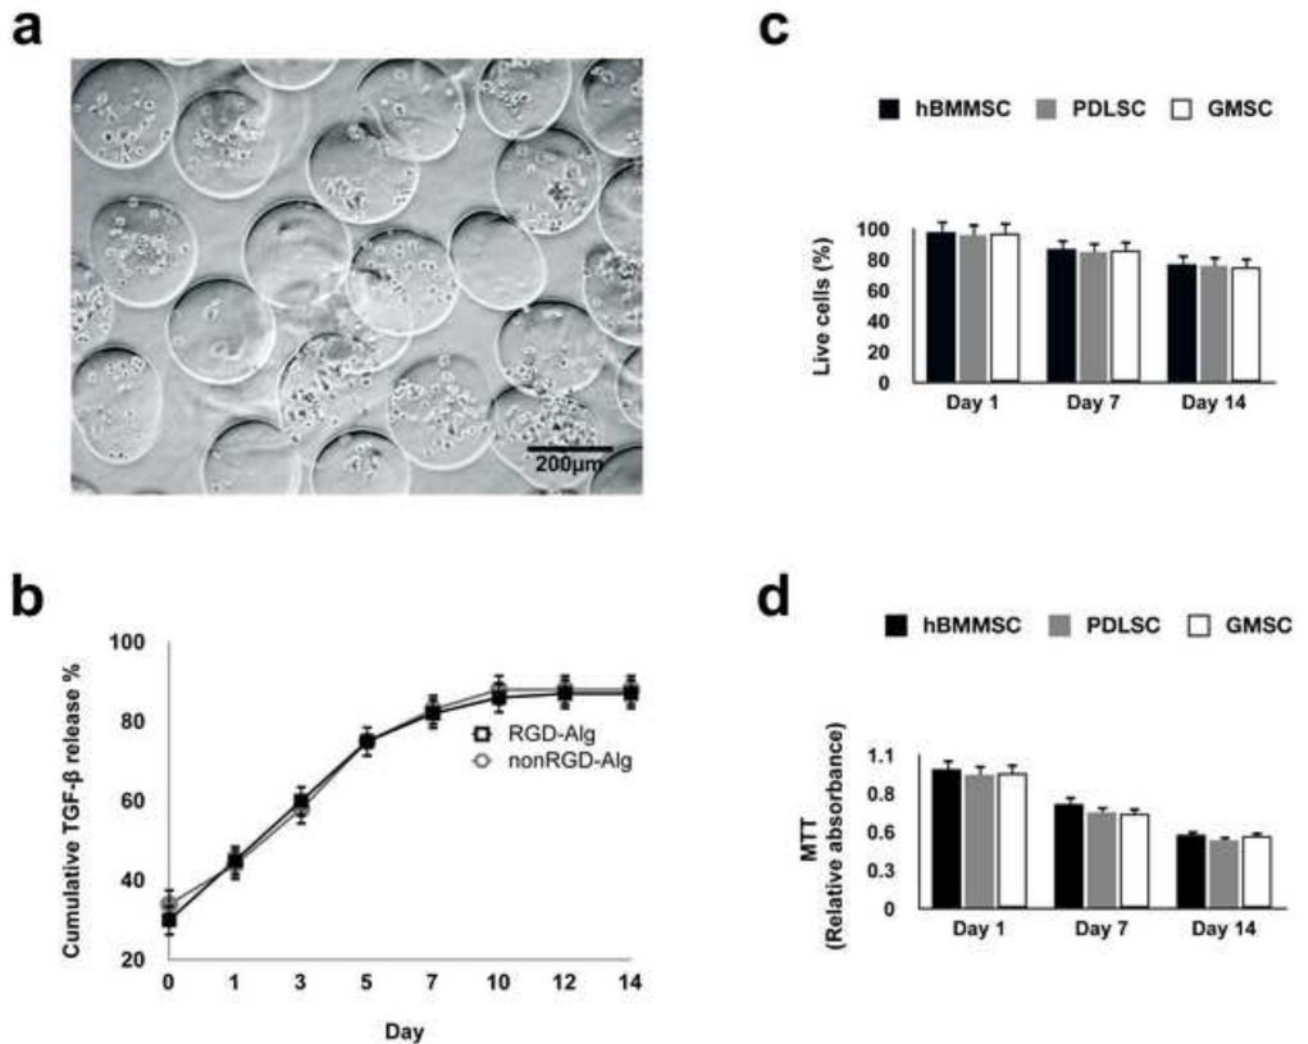 a
200µm
b
100
80
60
40
20
Cumulative TGF-β release %
RGD-Alg
nonRGD-Alg
0 1 3 5 7 10 12 14
Day
c
hBMMSC PDLSC GMSC
100
80
60
40
20
0
Live cells (%)
Day 1 Day 7 Day 14
d
hBMMSC PDLSC GMSC
1.1
0.8
0.6
0.3
0
MTT
(Relative absorbance)
Day 1 Day 7 Day 14